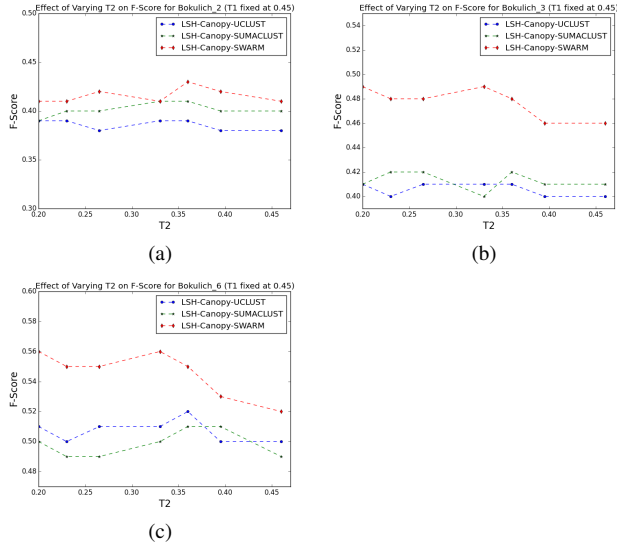 Effect of Varying T2 on F-Score for Bokulich_2 (T1 fixed at 0.45)
LSH-Canopy-UCLUST
LSH-Canopy-SUMACLUST
LSH-Canopy-SWARM
0.50
0.45
0.40
0.35
0.30
F-Score
0.20 0.25 0.30 0.35 0.40 0.45
T2
(a)
Effect of Varying T2 on F-Score for Bokulich_3 (T1 fixed at 0.45)
LSH-Canopy-UCLUST
LSH-Canopy-SUMACLUST
LSH-Canopy-SWARM
0.54
0.52
0.50
0.48
0.46
0.44
0.42
0.40
F-Score
0.20 0.25 0.30 0.35 0.40 0.45
T2
(b)
Effect of Varying T2 on F-Score for Bokulich_6 (T1 fixed at 0.45)
LSH-Canopy-UCLUST
LSH-Canopy-SUMACLUST
LSH-Canopy-SWARM
0.60
0.58
0.56
0.54
0.52
0.50
0.48
F-Score
0.20 0.25 0.30 0.35 0.40 0.45
T2
(c)